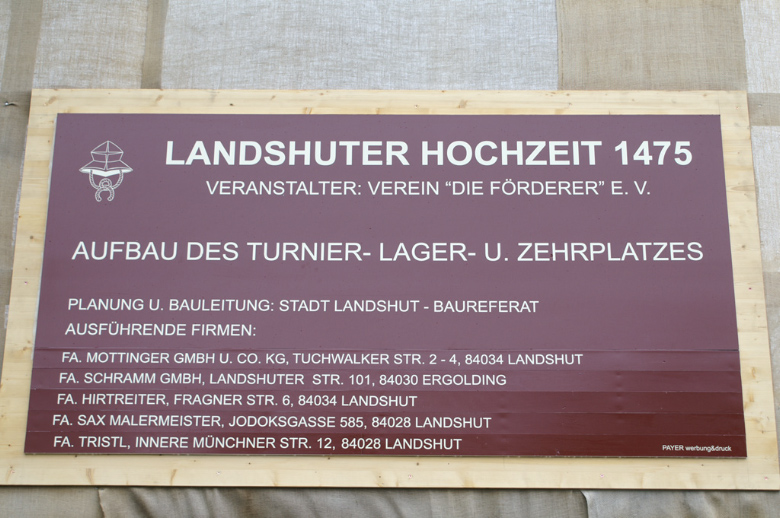 LANDSHUTER HOCHZEIT 1475
VERANSTALTER: VEREIN “DIE FÖRDERER” E. V.
AUFBAU DES TURNIER- LAGER- U. ZEHRPLATZES
PLANUNG U. BAULEITUNG: STADT LANDSHUT - BAUREFERAT
AUSFÜHRENDE FIRMEN:
FA. MOTTINGER GMBH U. CO. KG, TUCHWALKER STR. 2 - 4, 84034 LANDSHUT
FA. SCHRAMM GMBH, LANDSHUTER STR. 101, 84030 ERGOLDING
FA. HIRTREITER, FRAGNER STR. 6, 84034 LANDSHUT
FA. SAX MALERMEISTER, JODOKSGASSE 585, 84028 LANDSHUT
FA. TRISTL, INNERE MÜNCHNER STR. 12, 84028 LANDSHUT
PAYER werbung&druck